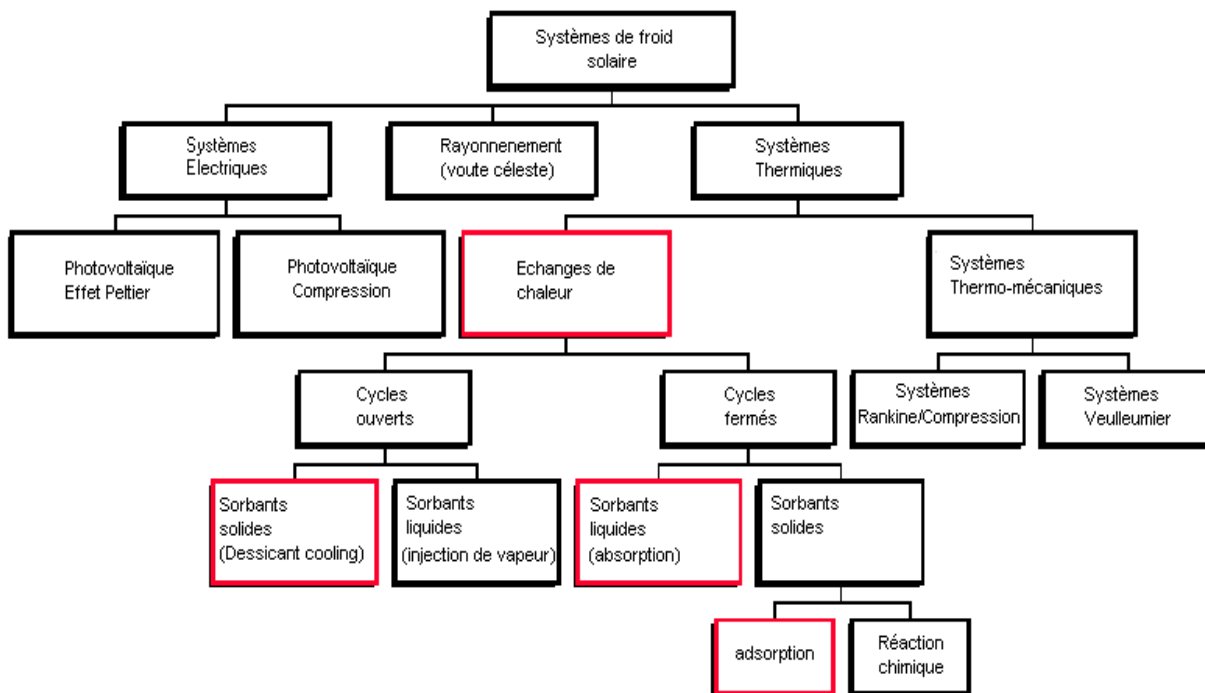 Systèmes de froid
solaire
Systèmes
Electriques
Rayonnenement
(voute céleste)
Systèmes
Thermiques
Photovoltaïque
Effet Peltier
Photovoltaïque
Compression
Echanges de
chaleur
Systèmes
Thermo-mécaniques
Cycles
ouverts
Cycles
fermés
Systèmes
Rankine/Compression
Systèmes
Veulleumier
Sorbants
solides
(Dessicant cooling)
Sorbants
liquides
(injection de vapeur)
Sorbants
liquides
(absorption)
Sorbants
solides
adsorption
Réaction
chimique